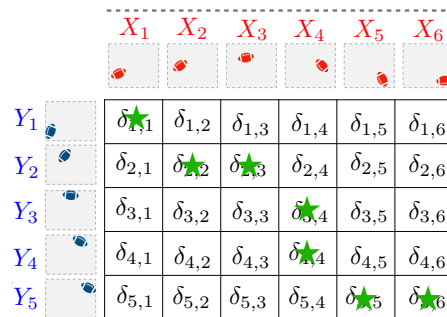 X₁ X₂ X₃ X₄ X₅ X₆
Y₁ δ₁,₁ δ₁,₂ δ₁,₃ δ₁,₄ δ₁,₅ δ₁,₆
Y₂ δ₂,₁ δ₂,₂ δ₂,₃ δ₂,₄ δ₂,₅ δ₂,₆
Y₃ δ₃,₁ δ₃,₂ δ₃,₃ δ₃,₄ δ₃,₅ δ₃,₆
Y₄ δ₄,₁ δ₄,₂ δ₄,₃ δ₄,₄ δ₄,₅ δ₄,₆
Y₅ δ₅,₁ δ₅,₂ δ₅,₃ δ₅,₄ δ₅,₅ δ₅,₆